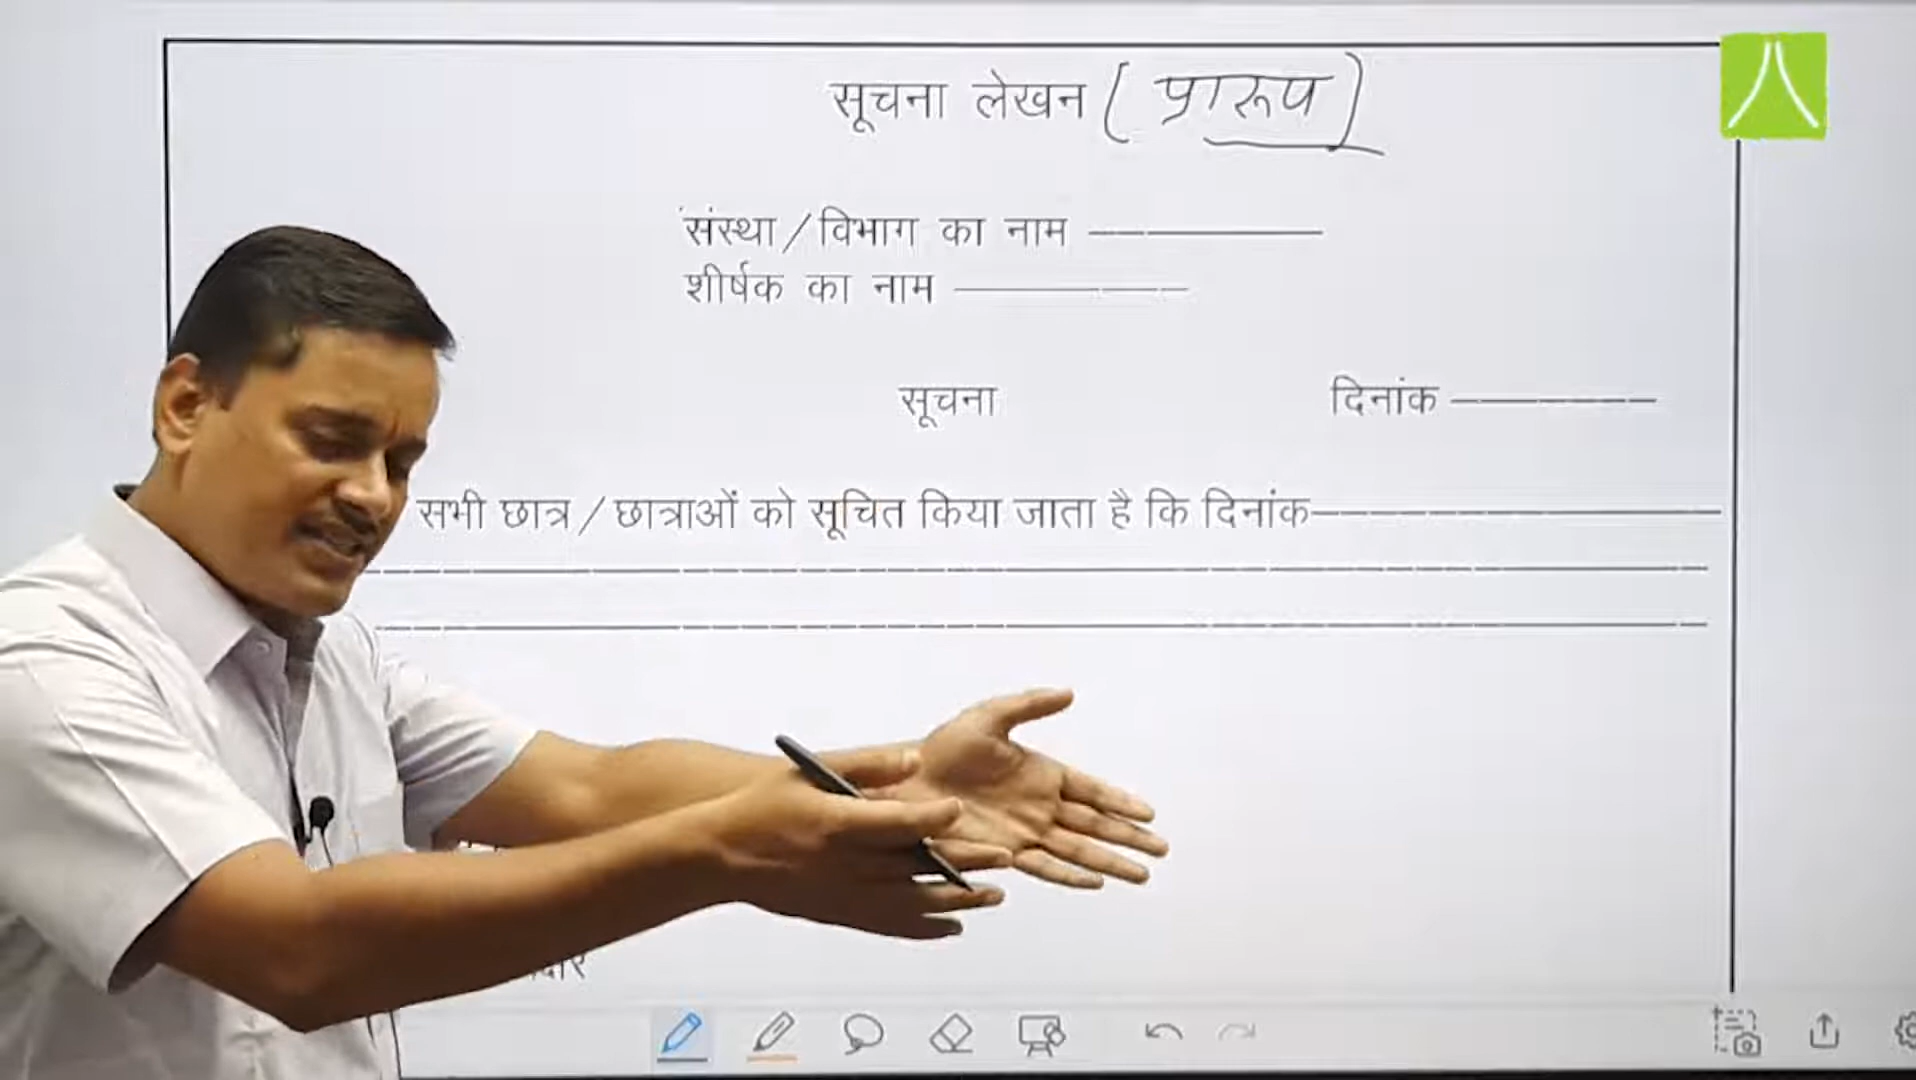 सूचना लेखन ( प्रारूप )
संस्था / विभाग का नाम
शीर्षक का नाम
सूचना दिनांक
सभी छात्र / छात्राओं को सूचित किया जाता है कि दिनांक